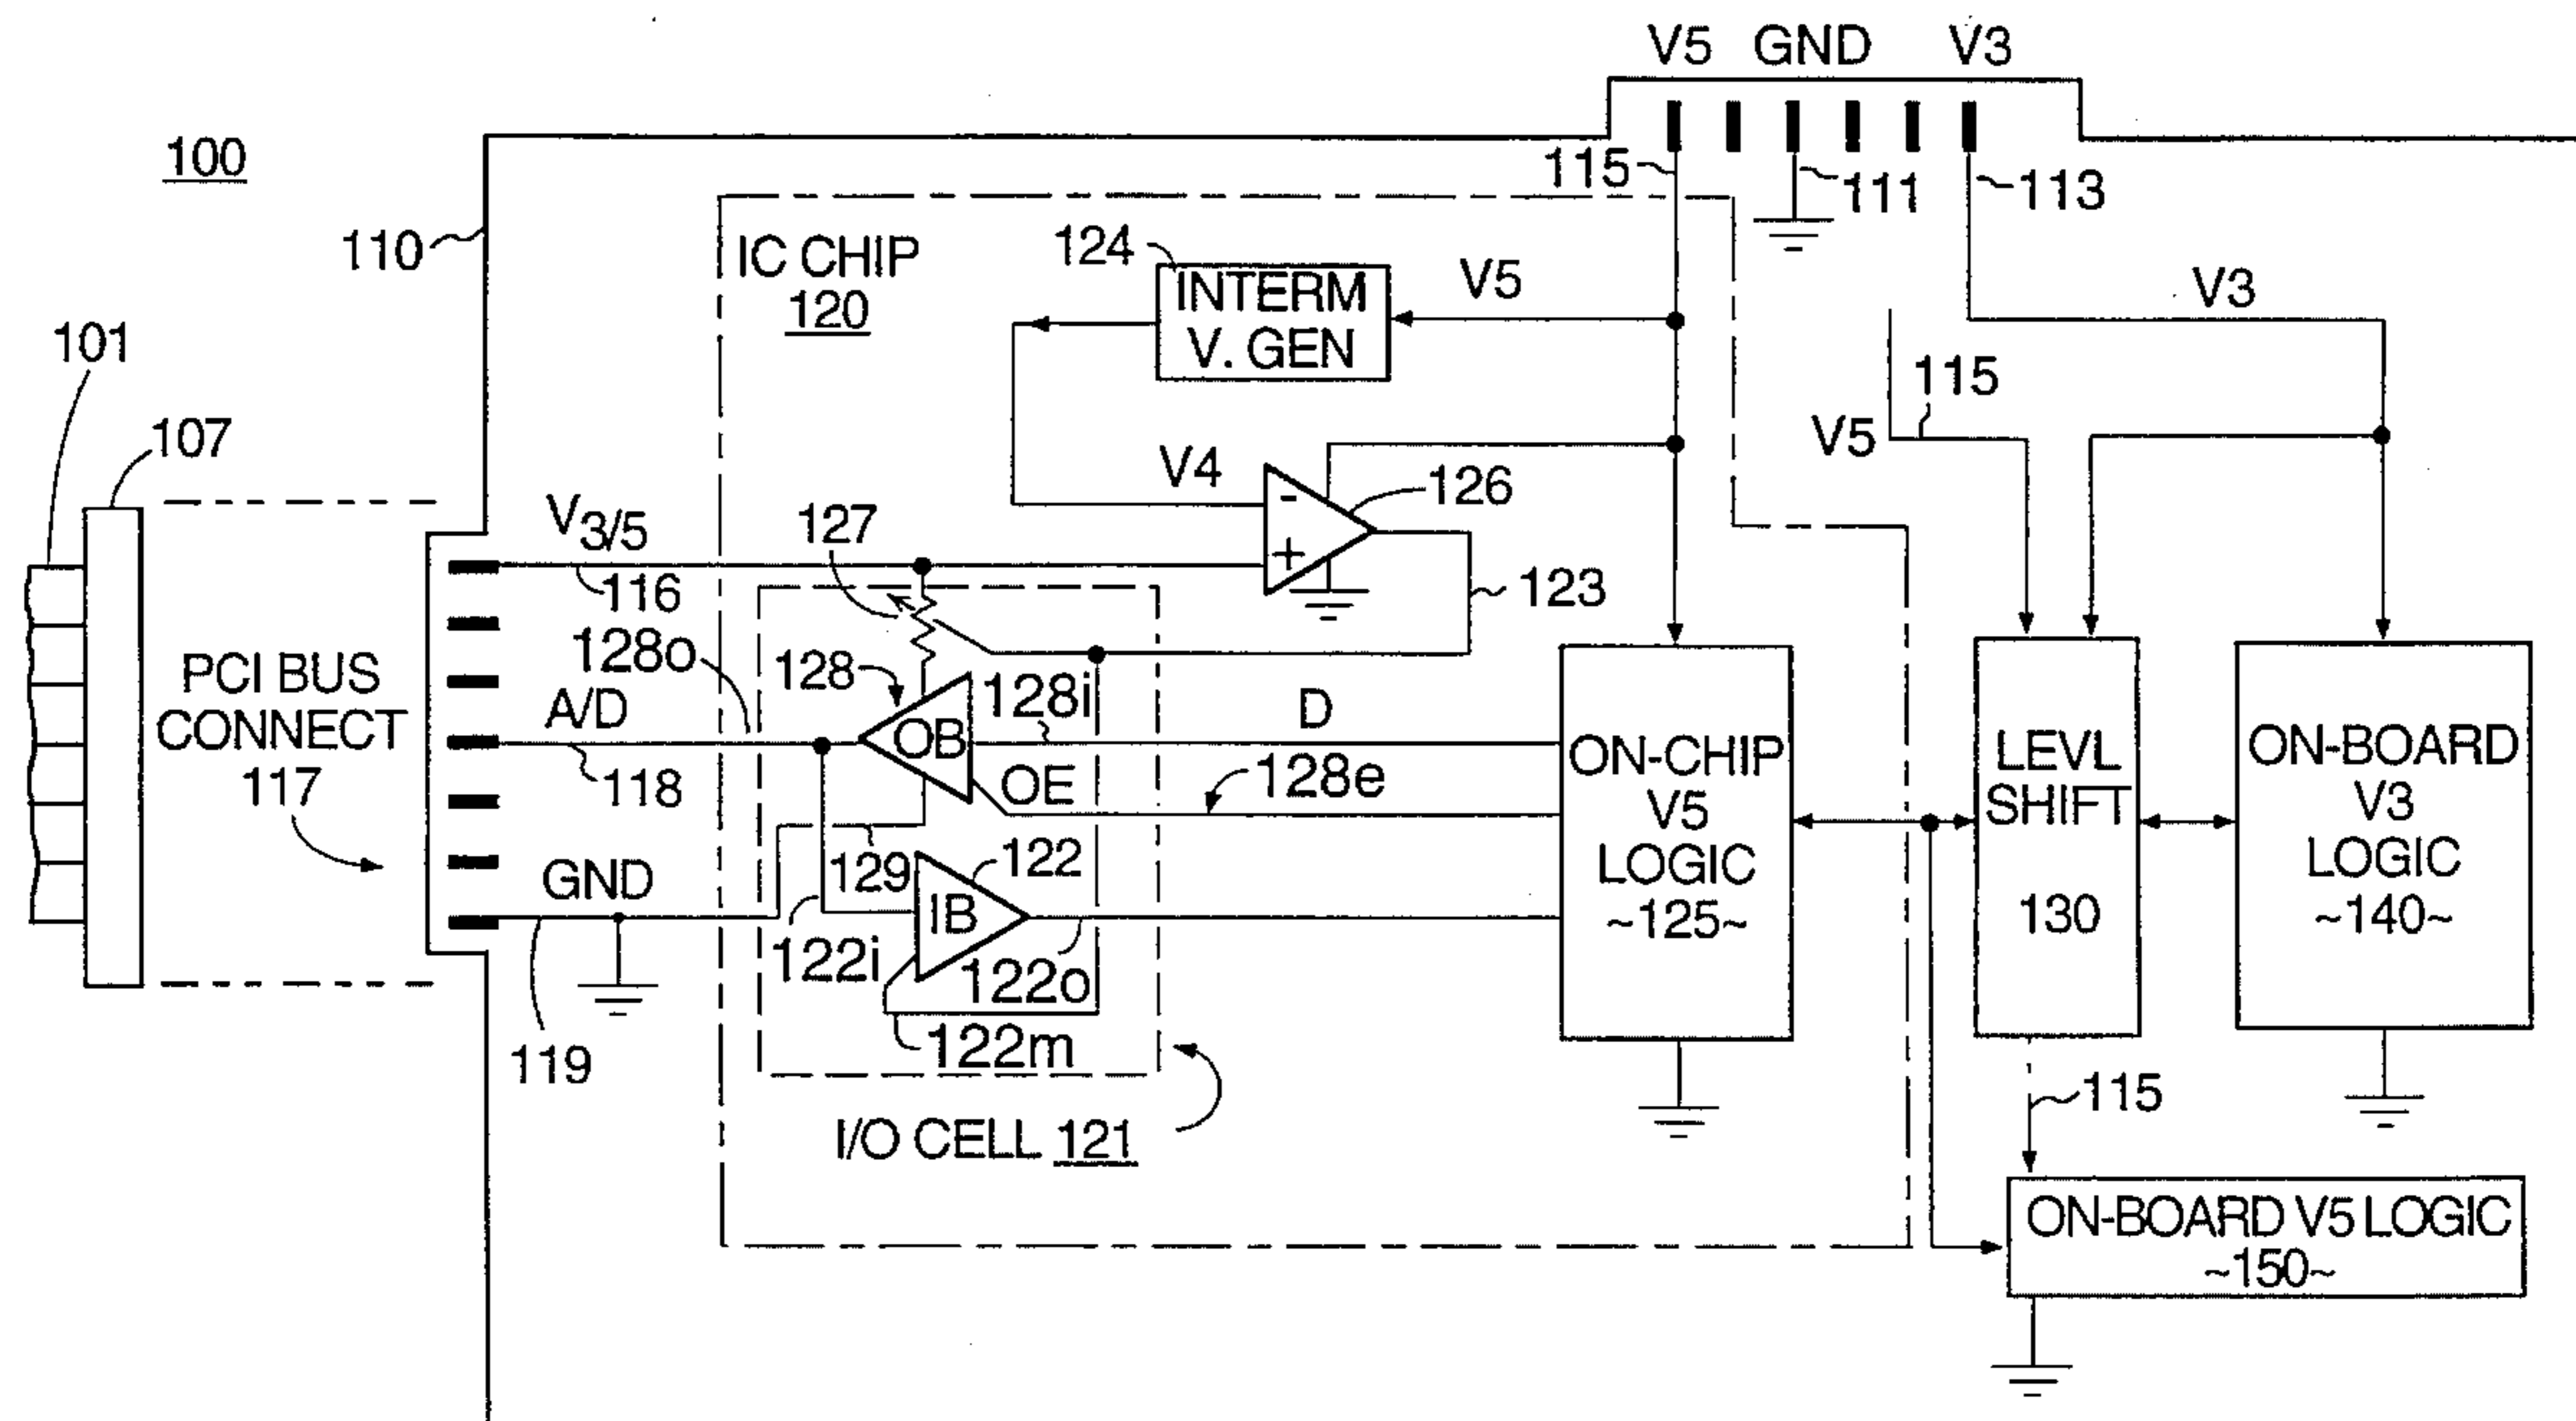 V5 GND V3
100
115
111
113
110
IC CHIP
120
124
INTERM
V. GEN
V5
V3
101
107
115
V5
V4
-
+
126
127
V3/5
116
123
128o
128
128i
D
PCI BUS
CONNECT
117
A/D
118
OB
OE
128e
ON-CHIP
V5
LOGIC
~125~
LEVL
SHIFT
130
ON-BOARD
V3
LOGIC
~140~
GND
129
122
IB
122i
122o
122m
119
115
I/O CELL 121
ON-BOARD V5 LOGIC
~150~